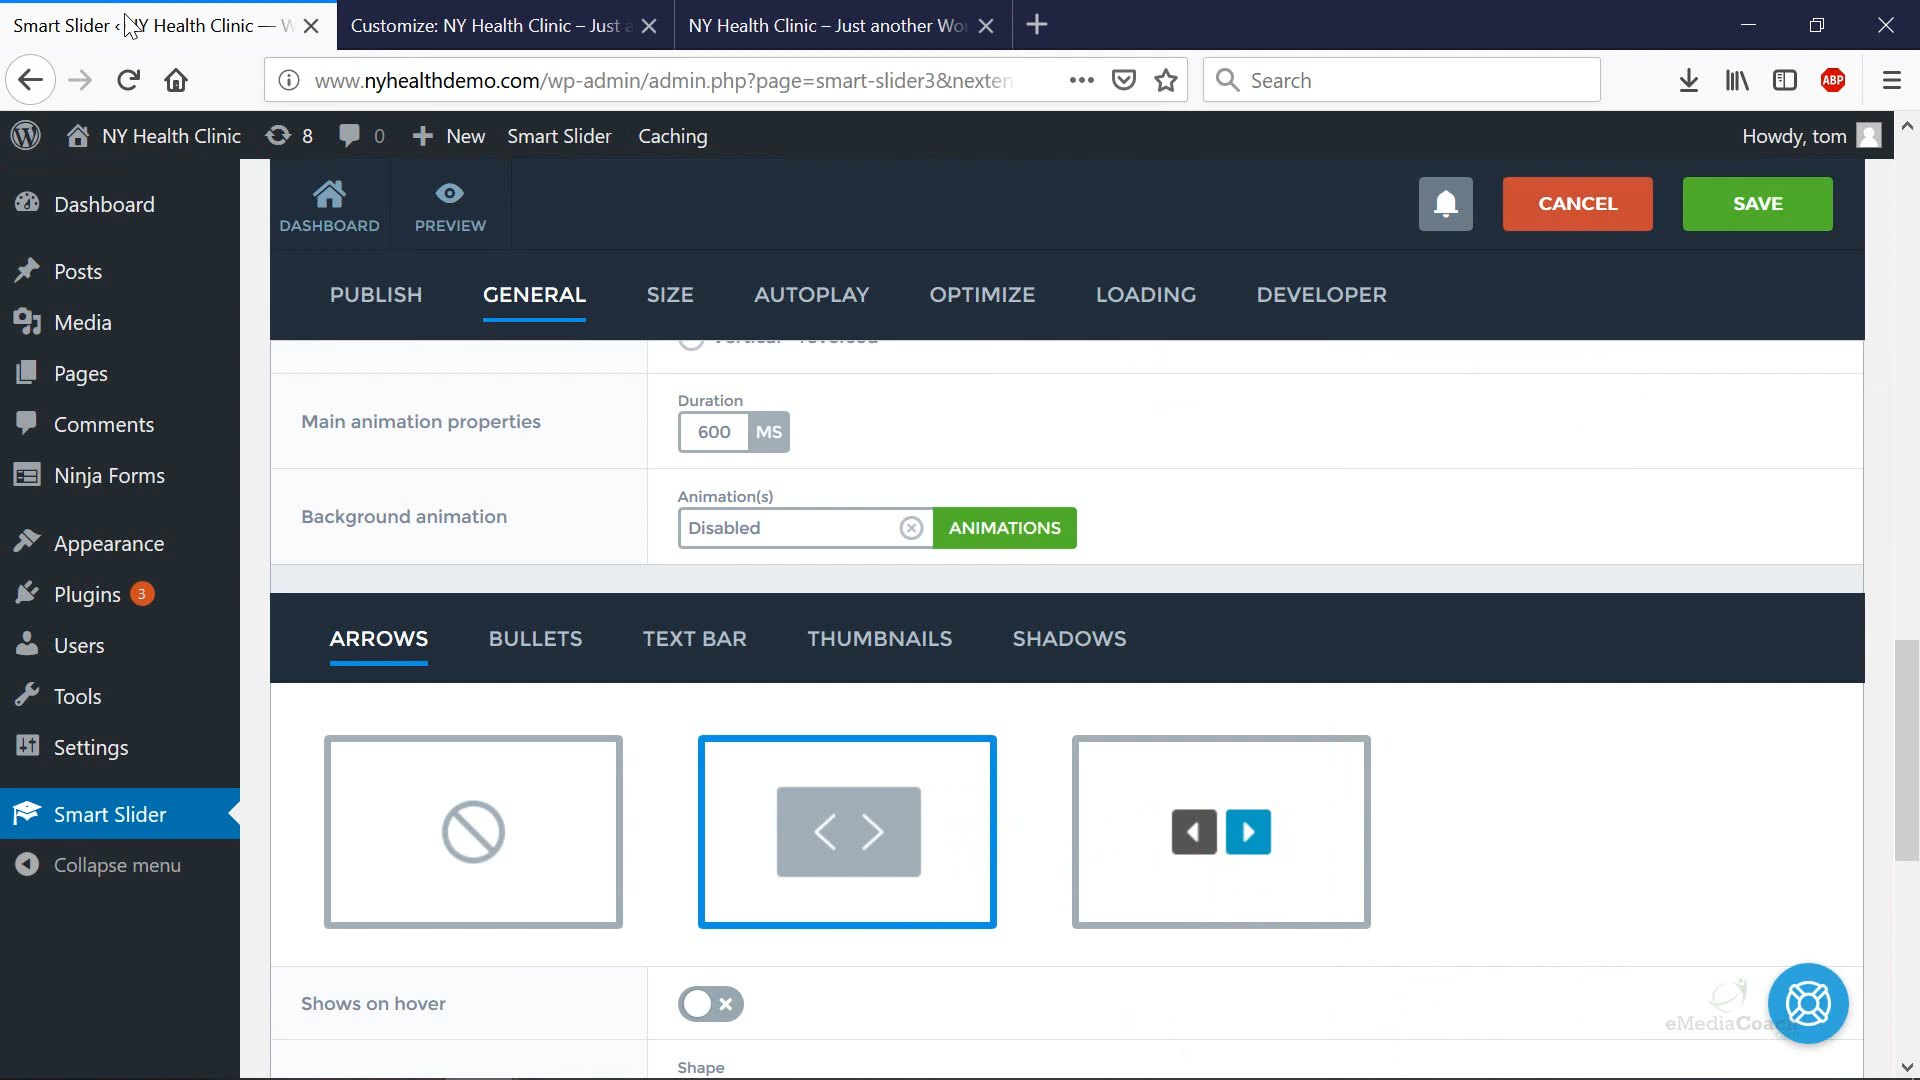 Smart Slider ‹ NY Health Clinic — W
Customize: NY Health Clinic – Just a
NY Health Clinic – Just another Wo
www.nyhealthdemo.com/wp-admin/admin.php?page=smart-slider3&nexten
Search
ABP
NY Health Clinic
8
0
New
Smart Slider
Caching
Howdy, tom
Dashboard
Posts
Media
Pages
Comments
Ninja Forms
Appearance
Plugins 3
Users
Tools
Settings
Smart Slider
Collapse menu
DASHBOARD
PREVIEW
CANCEL
SAVE
PUBLISH
GENERAL
SIZE
AUTOPLAY
OPTIMIZE
LOADING
DEVELOPER
Main animation properties
Duration
600 MS
Background animation
Animation(s)
Disabled
ANIMATIONS
ARROWS
BULLETS
TEXT BAR
THUMBNAILS
SHADOWS
Shows on hover
Shape
eMediaCoach